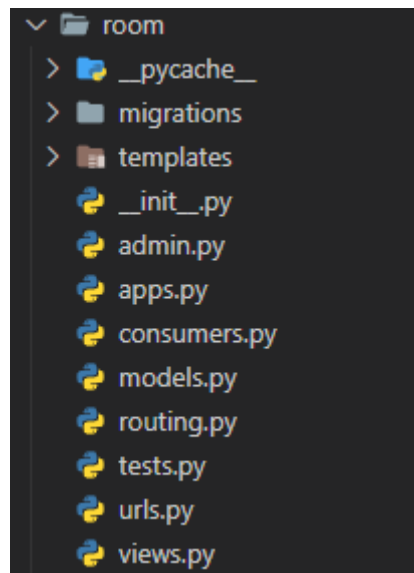 room
__pycache__
migrations
templates
__init__.py
admin.py
apps.py
consumers.py
models.py
routing.py
tests.py
urls.py
views.py